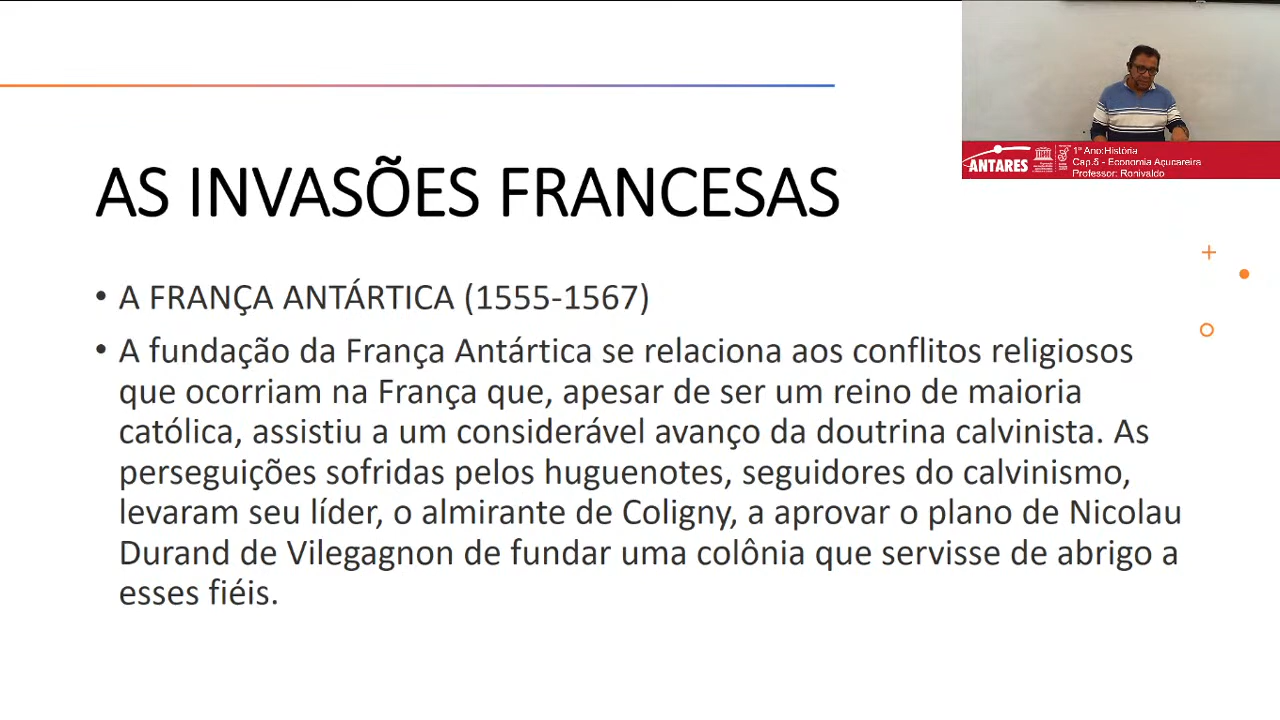 AS INVASÕES FRANCESAS
• A FRANÇA ANTÁRTICA (1555-1567)
• A fundação da França Antártica se relaciona aos conflitos religiosos
que ocorriam na França que, apesar de ser um reino de maioria
católica, assistiu a um considerável avanço da doutrina calvinista. As
perseguições sofridas pelos huguenotes, seguidores do calvinismo,
levaram seu líder, o almirante de Coligny, a aprovar o plano de Nicolau
Durand de Vilegagnon de fundar uma colônia que servisse de abrigo a
esses fiéis.
ANTARES
1º Ano:História
Cap.5 - Economia Açucareira
Professor: Ronivaldo